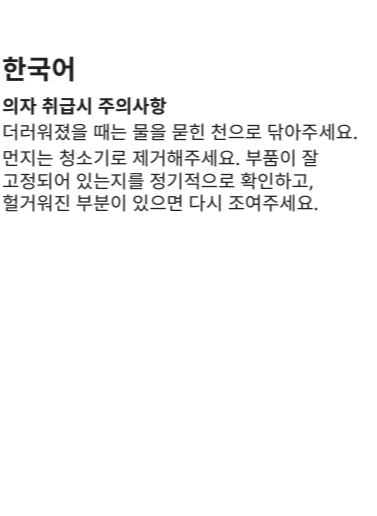 한국어
의자 취급시 주의사항
더러워졌을 때는 물을 묻힌 천으로 닦아주세요.
먼지는 청소기로 제거해주세요. 부품이 잘
고정되어 있는지를 정기적으로 확인하고,
헐거워진 부분이 있으면 다시 조여주세요.